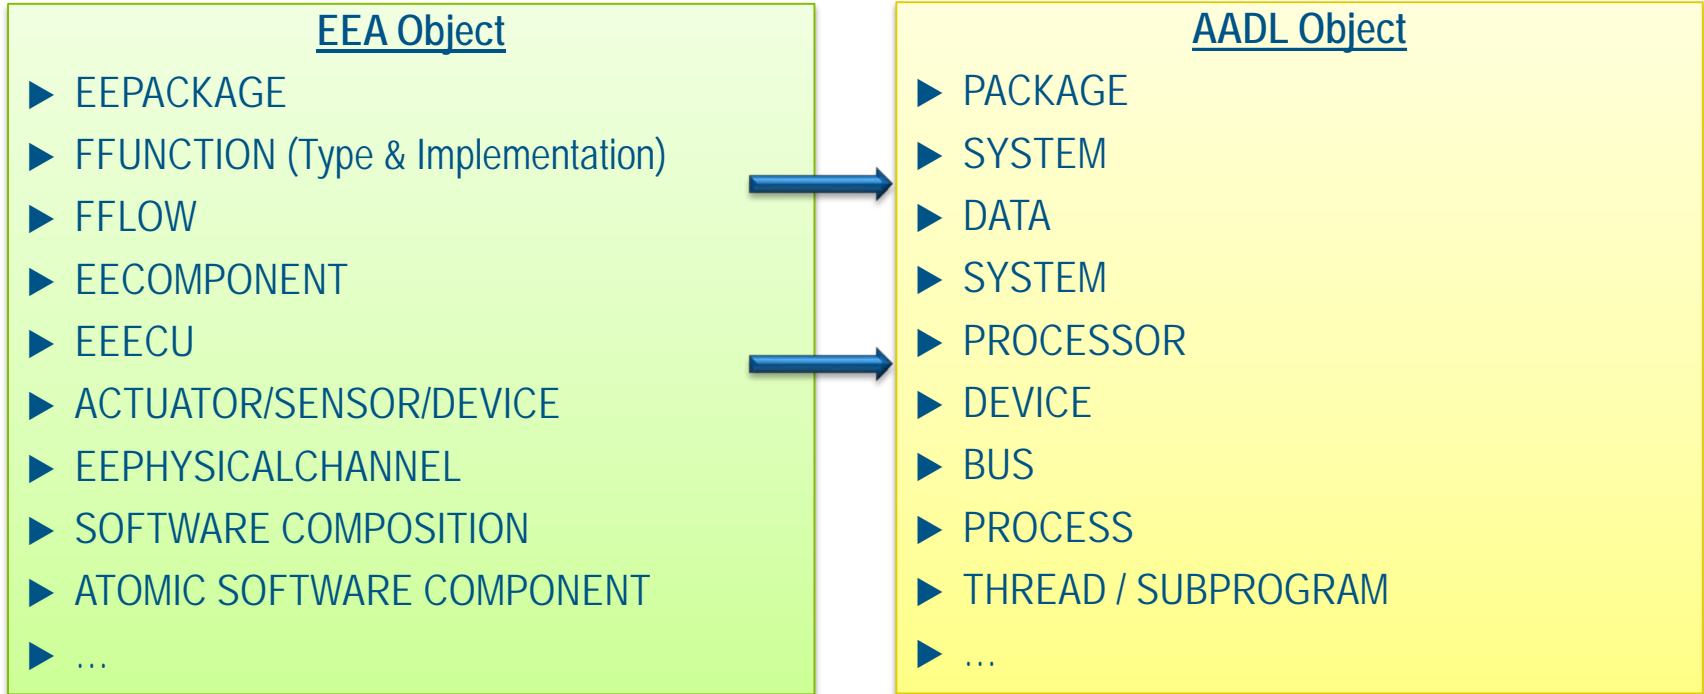 EEA Object
► EEPACKAGE
► FFUNCTION (Type & Implementation)
► FFLOW
► EECOMPONENT
► EEECU
► ACTUATOR/SENSOR/DEVICE
► EEPHYSICALCHANNEL
► SOFTWARE COMPOSITION
► ATOMIC SOFTWARE COMPONENT
► …
AADL Object
► PACKAGE
► SYSTEM
► DATA
► SYSTEM
► PROCESSOR
► DEVICE
► BUS
► PROCESS
► THREAD / SUBPROGRAM
► …